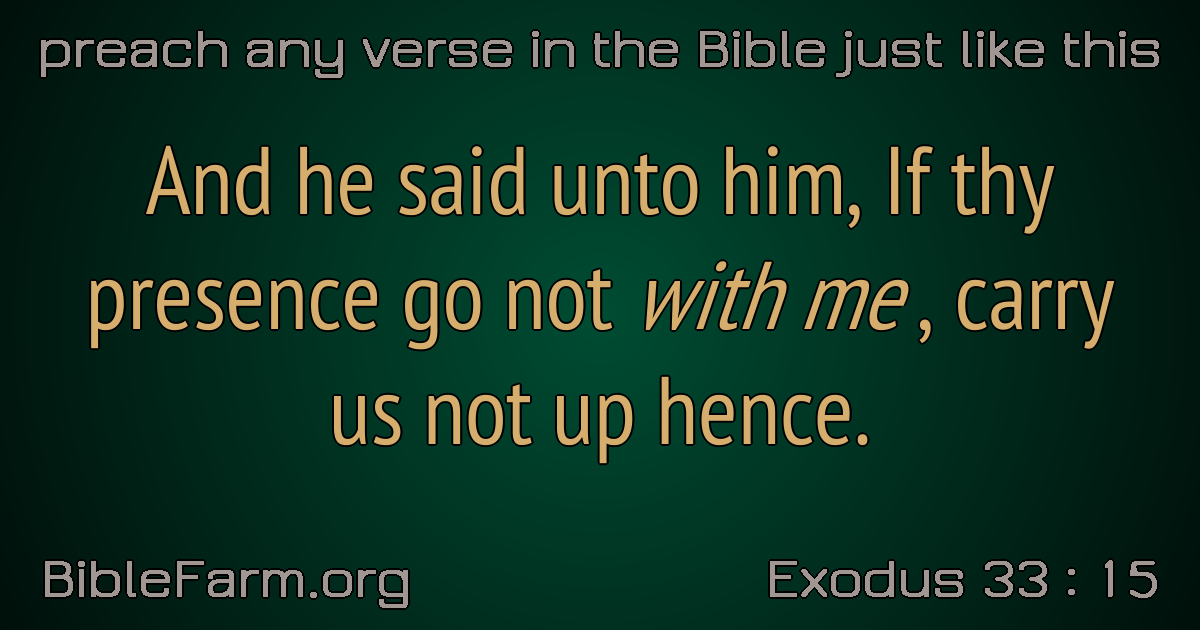 preach any verse in the Bible just like this
And he said unto him, If thy
presence go not with me , carry
us not up hence.
BibleFarm.org
Exodus 33 : 15